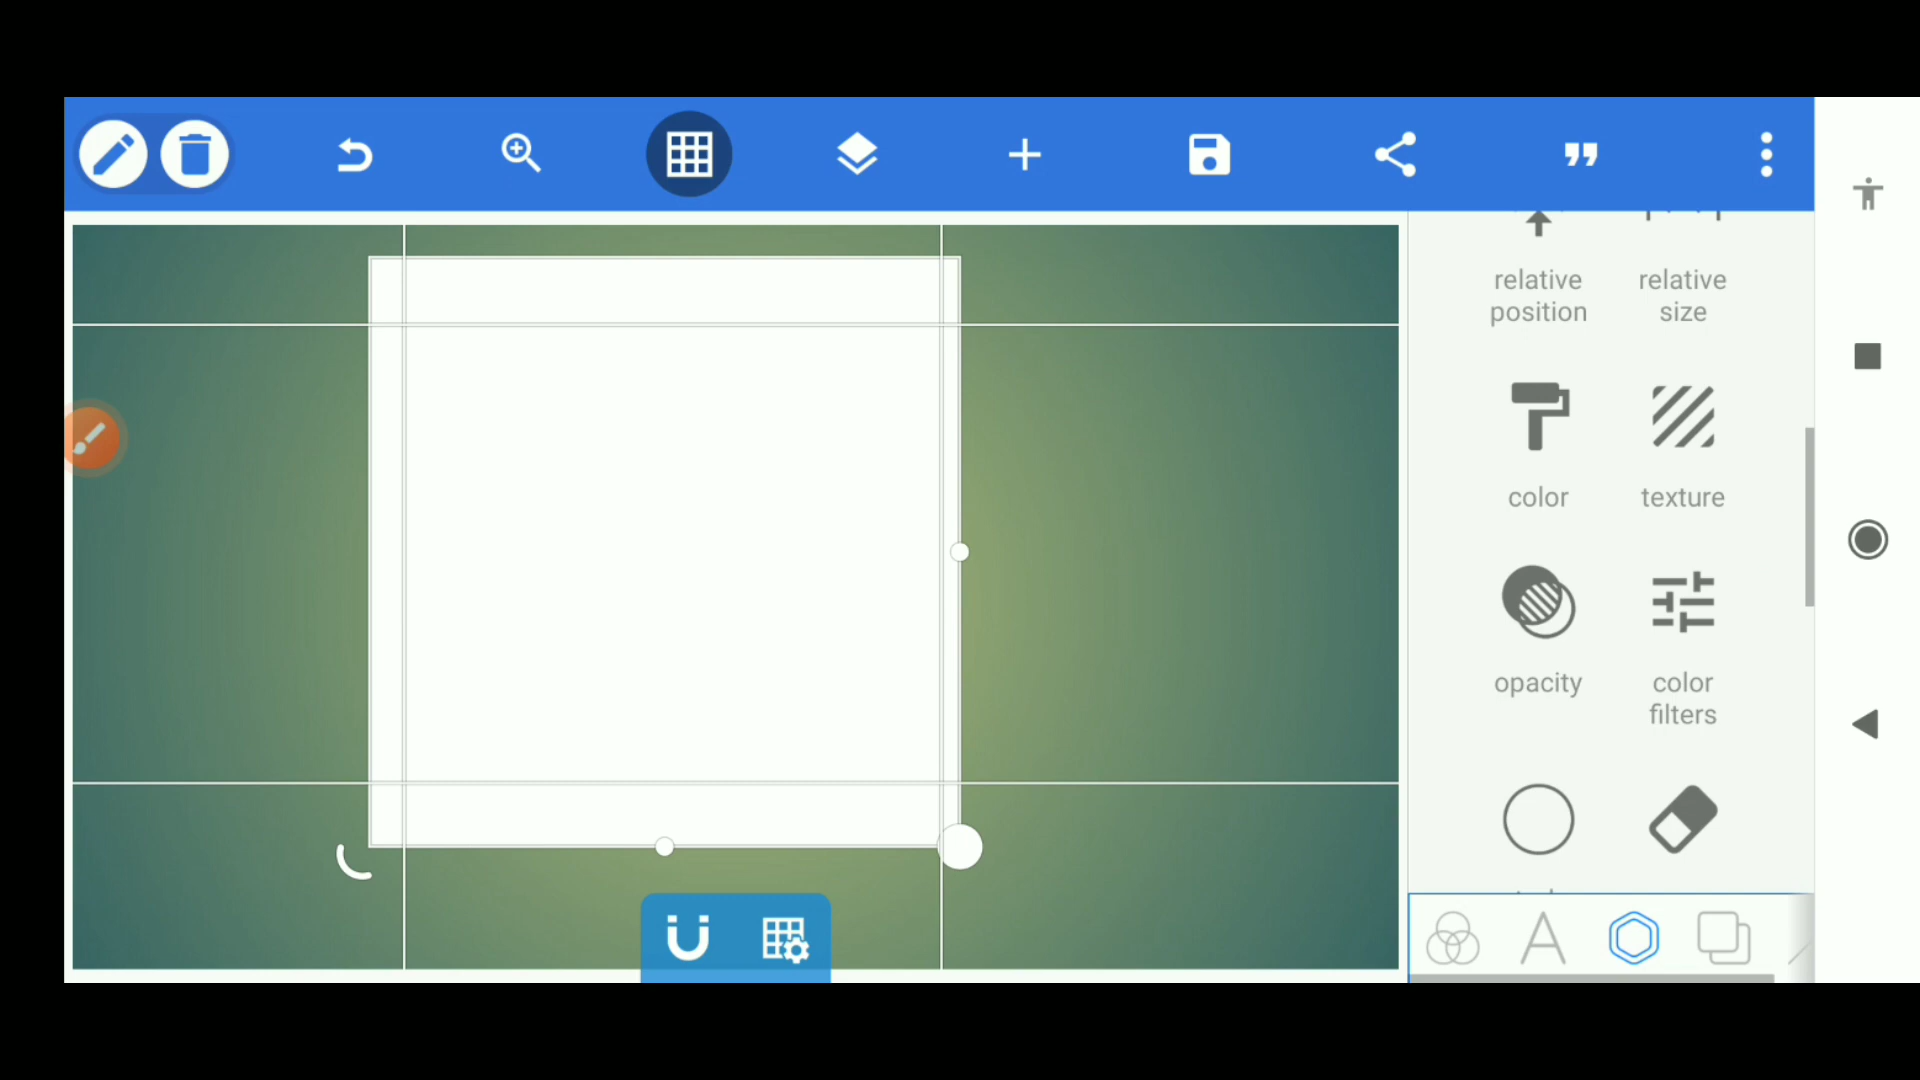 relative
position
relative
size
color
texture
opacity
color
filters